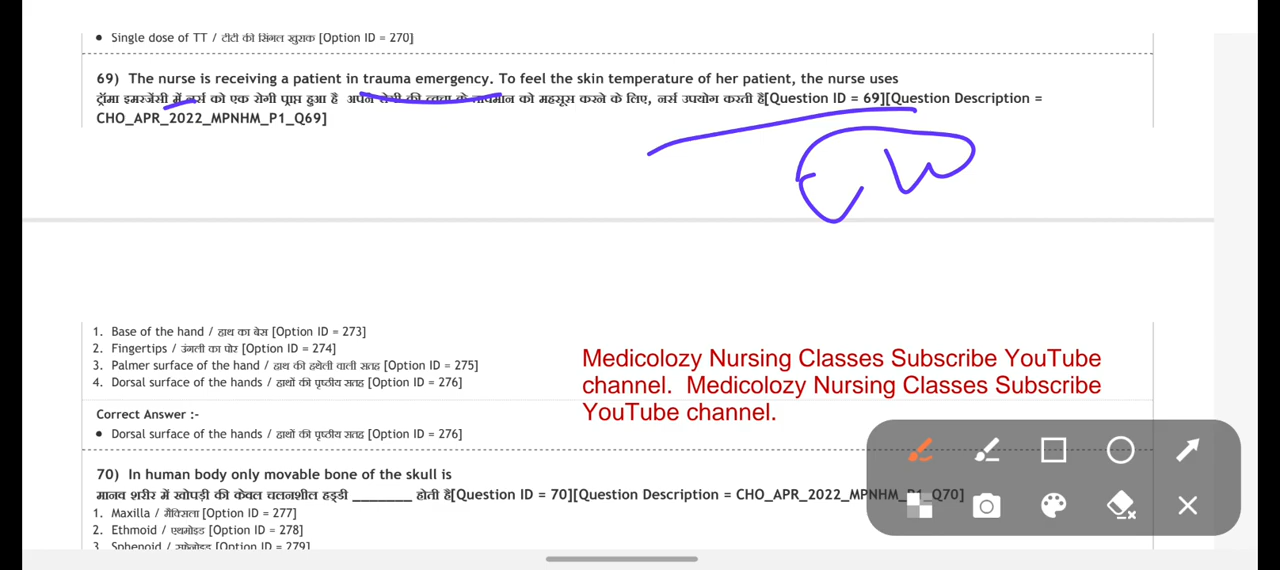 Single dose of TT / टीटी की सिंगल खुराक [Option ID = 270]
69) The nurse is receiving a patient in trauma emergency. To feel the skin temperature of her patient, the nurse uses
ट्रॉमा इमरजेंसी में नर्स को एक रोगी प्राप्त हुआ है अपने रोगी की त्वचा के तापमान को महसूस करने के लिए, नर्स उपयोग करती है[Question ID = 69][Question Description =
CHO_APR_2022_MPNHM_P1_Q69]
1. Base of the hand / हाथ का बेस [Option ID = 273]
2. Fingertips / उंगली का पोर [Option ID = 274]
3. Palmer surface of the hand / हाथ की हथेली वाली सतह [Option ID = 275]
4. Dorsal surface of the hands / हाथों की पृष्ठीय सतह [Option ID = 276]
Medicolozy Nursing Classes Subscribe YouTube
channel. Medicolozy Nursing Classes Subscribe
YouTube channel.
Correct Answer :-
Dorsal surface of the hands / हाथों की पृष्ठीय सतह [Option ID = 276]
70) In human body only movable bone of the skull is
मानव शरीर में खोपड़ी की केवल चलनशील हड्डी _______ होती है[Question ID = 70][Question Description = CHO_APR_2022_MPNHM_P1_Q70]
1. Maxilla / मैक्सिला [Option ID = 277]
2. Ethmoid / एथमोइड [Option ID = 278]
3. Sphenoid / स्फेनोइड [Option ID = 279]